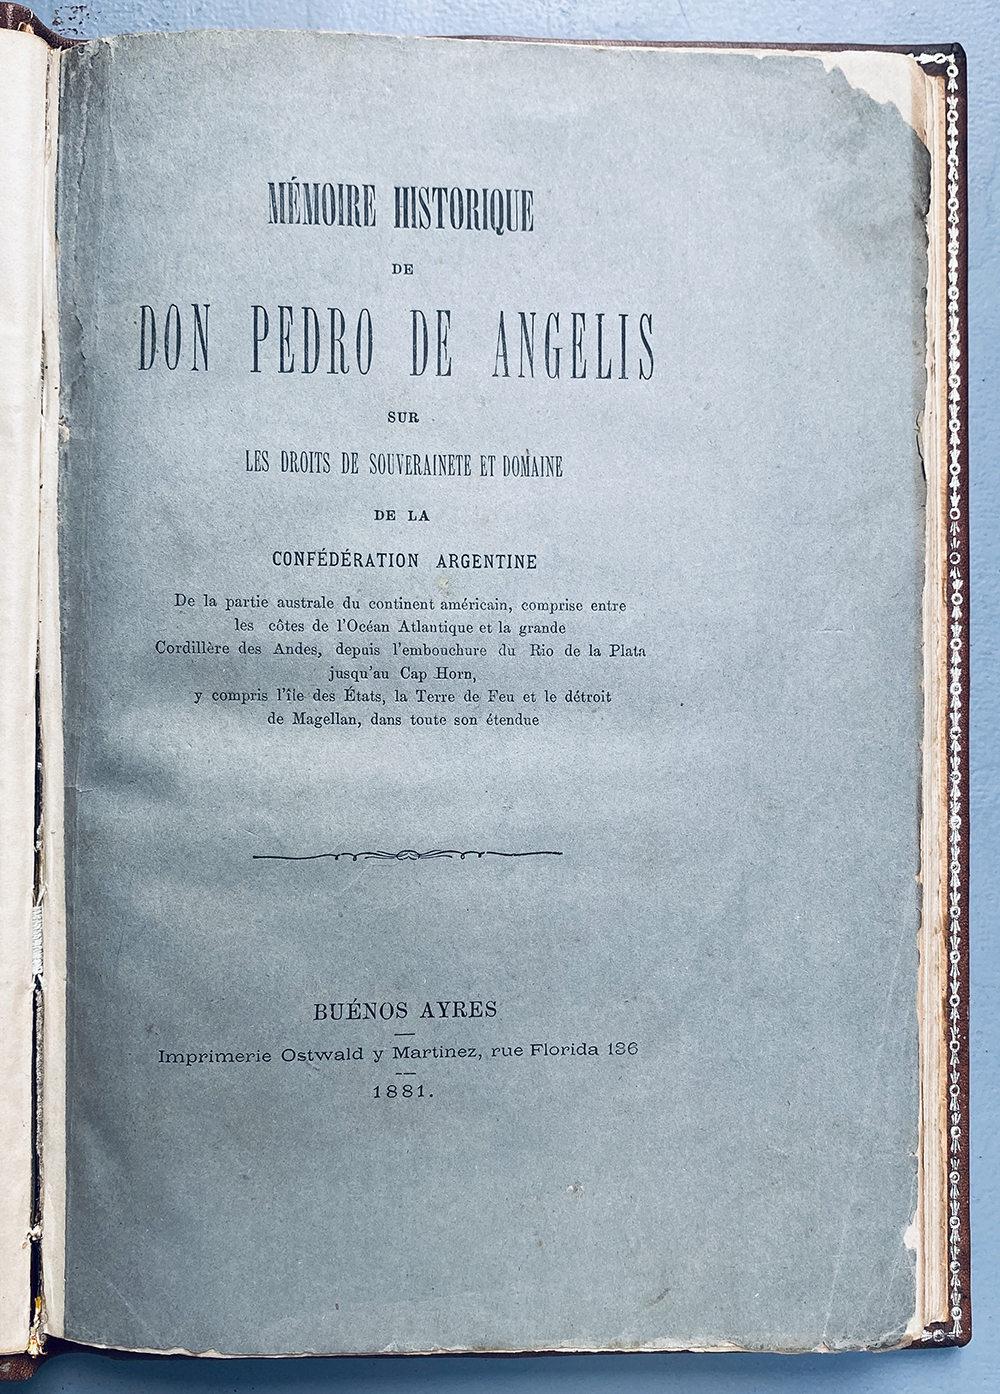 MÉMOIRE HISTORIQUE
DE
DON PEDRO DE ANGELIS
SUR
LES DROITS DE SOUVERAINETE ET DOMAINE
DE LA
CONFÉDÉRATION ARGENTINE
De la partie australe du continent américain, comprise entre
les côtes de l'Océan Atlantique et la grande
Cordillère des Andes, depuis l'embouchure du Rio de la Plata
jusqu'au Cap Horn,
y compris l'île des États, la Terre de Feu et le détroit
de Magellan, dans toute son étendue
BUÉNOS AYRES
Imprimerie Ostwald y Martinez, rue Florida 136
1881.